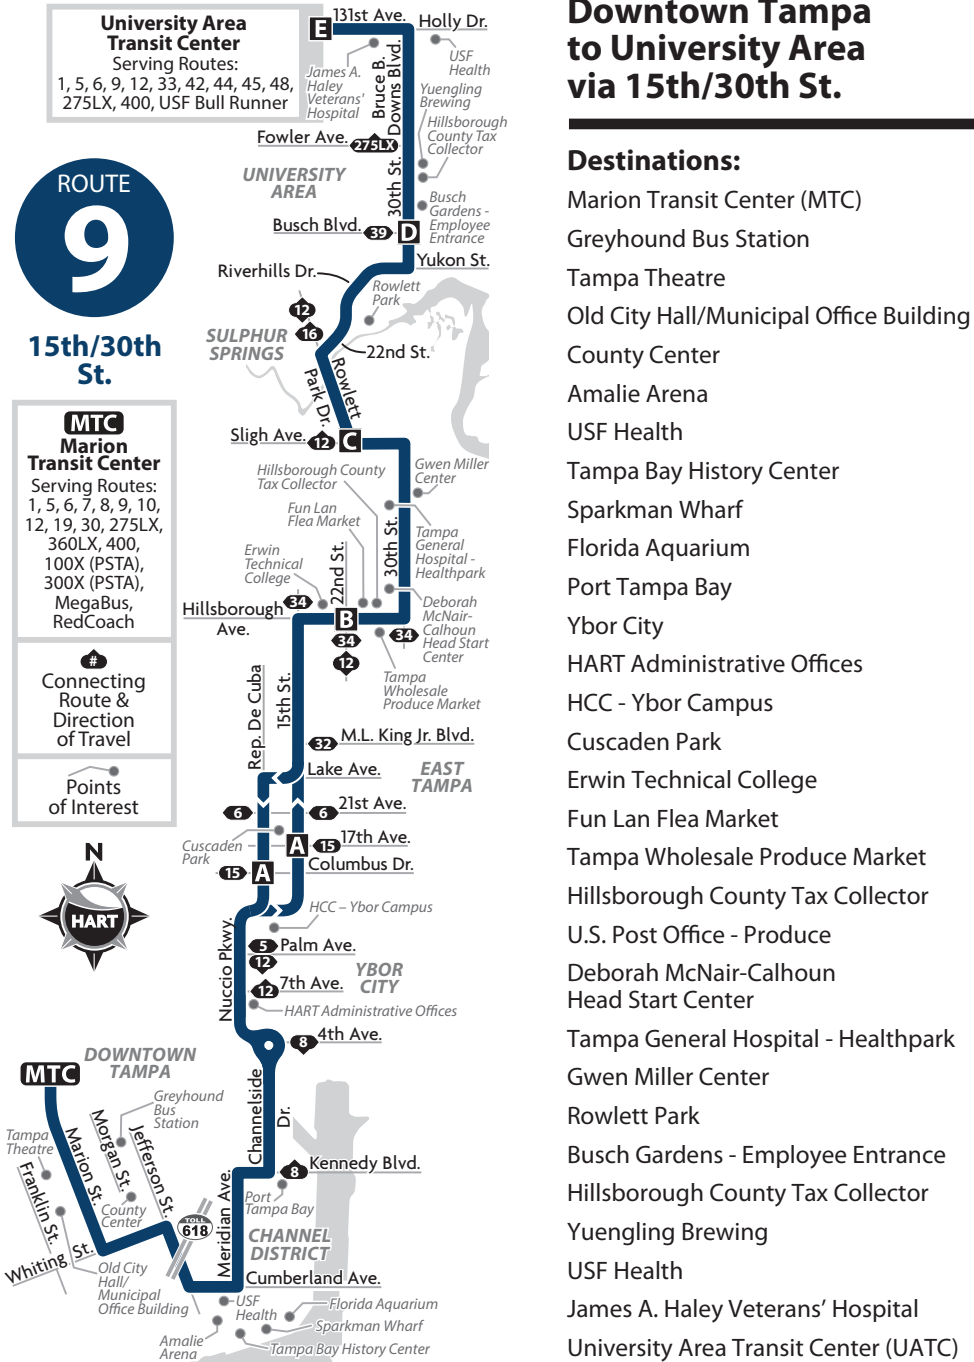 University Area
Transit Center
Serving Routes:
1, 5, 6, 9, 12, 33, 42, 44, 45, 48,
275LX, 400, USF Bull Runner
E
131st Ave.
Holly Dr.
James A.
Haley
Veterans'
Hospital
Bruce B.
Downs Blvd.
USF
Health
Yuengling
Brewing
Hillsborough
County Tax
Collector
Fowler Ave.
275LX
UNIVERSITY
AREA
30th St.
Busch
Gardens -
Employee
Entrance
Busch Blvd.
39
D
Yukon St.
ROUTE
9
15th/30th
St.
Riverhills Dr.
Rowlett
Park
12
16
SULPHUR
SPRINGS
22nd St.
Rowlett
Park Dr.
Sligh Ave.
12
C
MTC
Marion
Transit Center
Serving Routes:
1, 5, 6, 7, 8, 9, 10,
12, 19, 30, 275LX,
360LX, 400,
100X (PSTA),
300X (PSTA),
MegaBus,
RedCoach
#
Connecting
Route &
Direction
of Travel
Points
of Interest
N
HART
Hillsborough County
Tax Collector
Gwen Miller
Center
Fun Lan
Flea Market
Tampa
General
Hospital -
Healthpark
30th St.
Erwin
Technical
College
22nd St.
Hillsborough
Ave.
34
B
34
12
34
Deborah
McNair-
Calhoun
Head Start
Center
Tampa
Wholesale
Produce Market
Rep. De Cuba
15th St.
32
M.L. King Jr. Blvd.
Lake Ave.
EAST
TAMPA
6
6
21st Ave.
Cuscaden
Park
A
15
17th Ave.
15
A
Columbus Dr.
HCC – Ybor Campus
Nuccio Pkwy.
5
Palm Ave.
12
YBOR
CITY
12
7th Ave.
HART Administrative Offices
8
4th Ave.
DOWNTOWN
TAMPA
MTC
Greyhound
Bus
Station
Channelside
Dr.
Tampa
Theatre
Franklin St.
Marion St.
Morgan St.
Jefferson St.
County
Center
8
Kennedy Blvd.
Port
Tampa Bay
TOLL
618
Meridian Ave.
CHANNEL
DISTRICT
Whiting St.
Old City
Hall/
Municipal
Office Building
Cumberland Ave.
USF
Health
Florida Aquarium
Sparkman Wharf
Amalie
Arena
Tampa Bay History Center
Downtown Tampa
to University Area
via 15th/30th St.
Destinations:
Marion Transit Center (MTC)
Greyhound Bus Station
Tampa Theatre
Old City Hall/Municipal Office Building
County Center
Amalie Arena
USF Health
Tampa Bay History Center
Sparkman Wharf
Florida Aquarium
Port Tampa Bay
Ybor City
HART Administrative Offices
HCC - Ybor Campus
Cuscaden Park
Erwin Technical College
Fun Lan Flea Market
Tampa Wholesale Produce Market
Hillsborough County Tax Collector
U.S. Post Office - Produce
Deborah McNair-Calhoun
Head Start Center
Tampa General Hospital - Healthpark
Gwen Miller Center
Rowlett Park
Busch Gardens - Employee Entrance
Hillsborough County Tax Collector
Yuengling Brewing
USF Health
James A. Haley Veterans’ Hospital
University Area Transit Center (UATC)